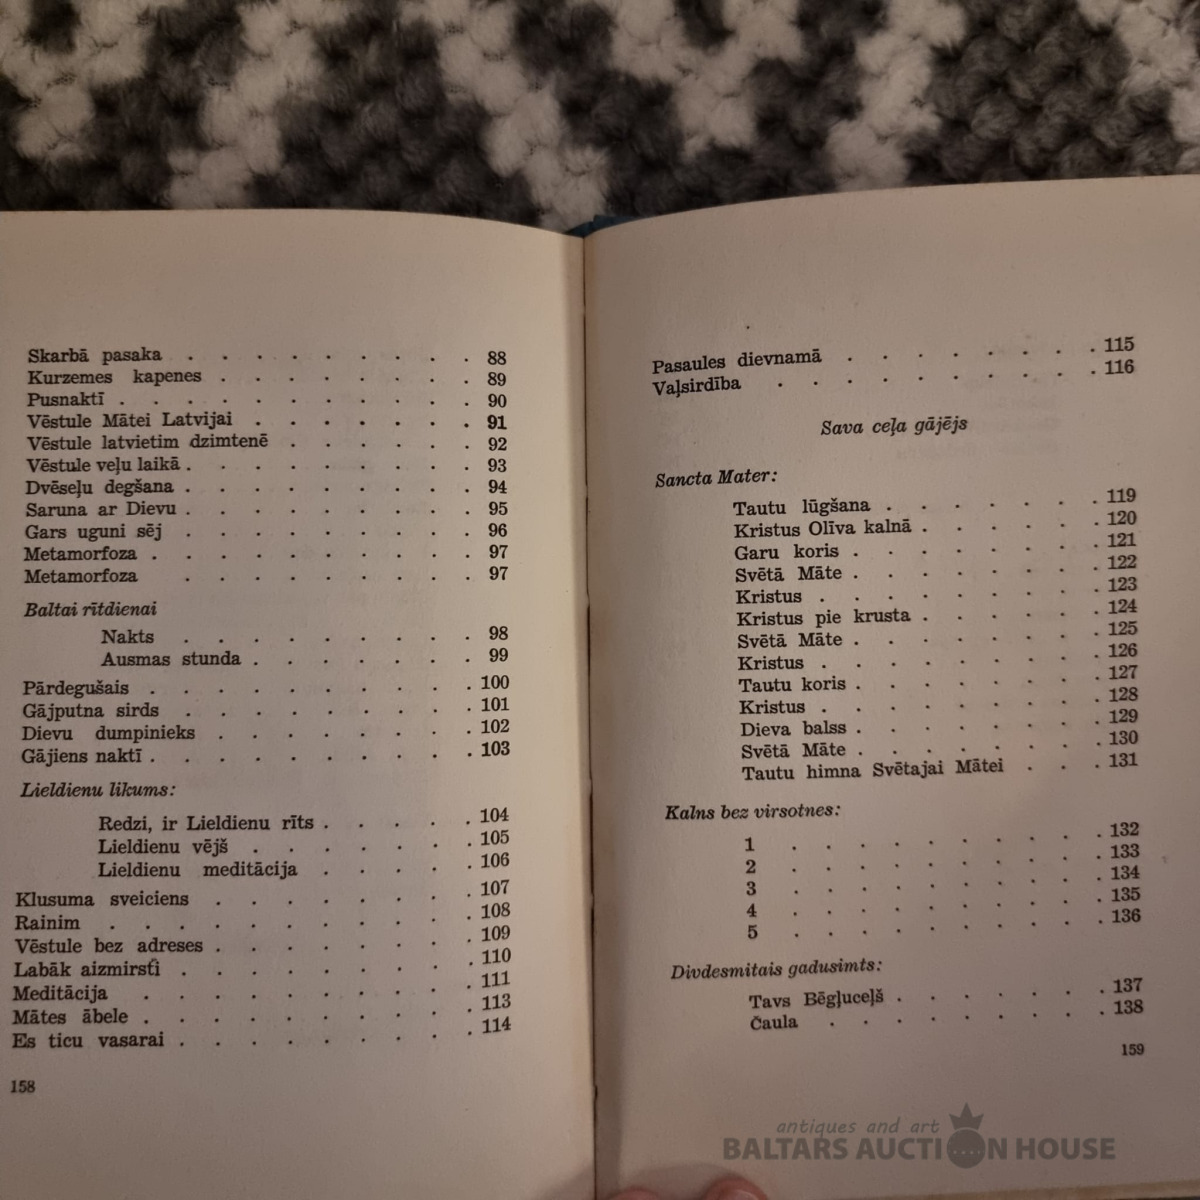 Skarbā pasaka . . . . . . . . . 88
Kurzemes kapenes . . . . . . . . 89
Pusnaktī . . . . . . . . . . 90
Vēstule Mātei Latvijai . . . . . . . 91
Vēstule latvietim dzimtenē . . . . . . 92
Vēstule veļu laikā . . . . . . . . . 93
Dvēseļu degšana . . . . . . . . . 94
Saruna ar Dievu . . . . . . . . . 95
Gars uguni sēj . . . . . . . . . 96
Metamorfoza . . . . . . . . . . 97
Metamorfoza . . . . . . . . . 97
Baltai rītdienai
Nakts . . . . . . . . . 98
Ausmas stunda . . . . . . . 99
Pārdegušais . . . . . . . . . . 100
Gājputna sirds . . . . . . . . . 101
Dievu dumpinieks . . . . . . . . 102
Gājiens naktī . . . . . . . . . . 103
Lieldienu likums:
Redzi, ir Lieldienu rīts . . . . . 104
Lieldienu vējš . . . . . . . 105
Lieldienu meditācija . . . . . 106
Klusuma sveiciens . . . . . . . . 107
Rainim . . . . . . . . . . . 108
Vēstule bez adreses . . . . . . . . 109
Labāk aizmirsti . . . . . . . . . 110
Meditācija . . . . . . . . . . 111
Mātes ābele . . . . . . . . . . 113
Es ticu vasarai . . . . . . . . . 114
158
Pasaules dievnamā . . . . . . . . 115
Vaļsirdība . . . . . . . . . . 116
Sava ceļa gājējs
Sancta Mater:
Tautu lūgšana . . . . . . . 119
Kristus Olīva kalnā . . . . . . 120
Garu koris . . . . . . . . 121
Svētā Māte . . . . . . . . 122
Kristus . . . . . . . . . 123
Kristus pie krusta . . . . . . 124
Svētā Māte . . . . . . . . 125
Kristus . . . . . . . . . 126
Tautu koris . . . . . . . . 127
Kristus . . . . . . . . . 128
Dieva balss . . . . . . . . 129
Svētā Māte . . . . . . . . 130
Tautu himna Svētajai Mātei . . . 131
Kalns bez virsotnes:
1 . . . . . . . . . . 132
2 . . . . . . . . . . 133
3 . . . . . . . . . . 134
4 . . . . . . . . . . 135
5 . . . . . . . . . . 136
Divdesmitais gadusimts:
Tavs Bēgļuceļš . . . . . . . 137
Čaula . . . . . . . . . 138
159
antiques and art
BALTARS AUCTION HOUSE